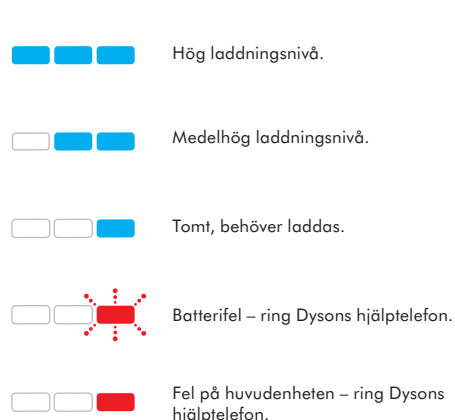 Hög laddningsnivå.
Medelhög laddningsnivå.
Tomt, behöver laddas.
Batterifel – ring Dysons hjälptelefon.
Fel på huvudenheten – ring Dysons
hjälptelefon.